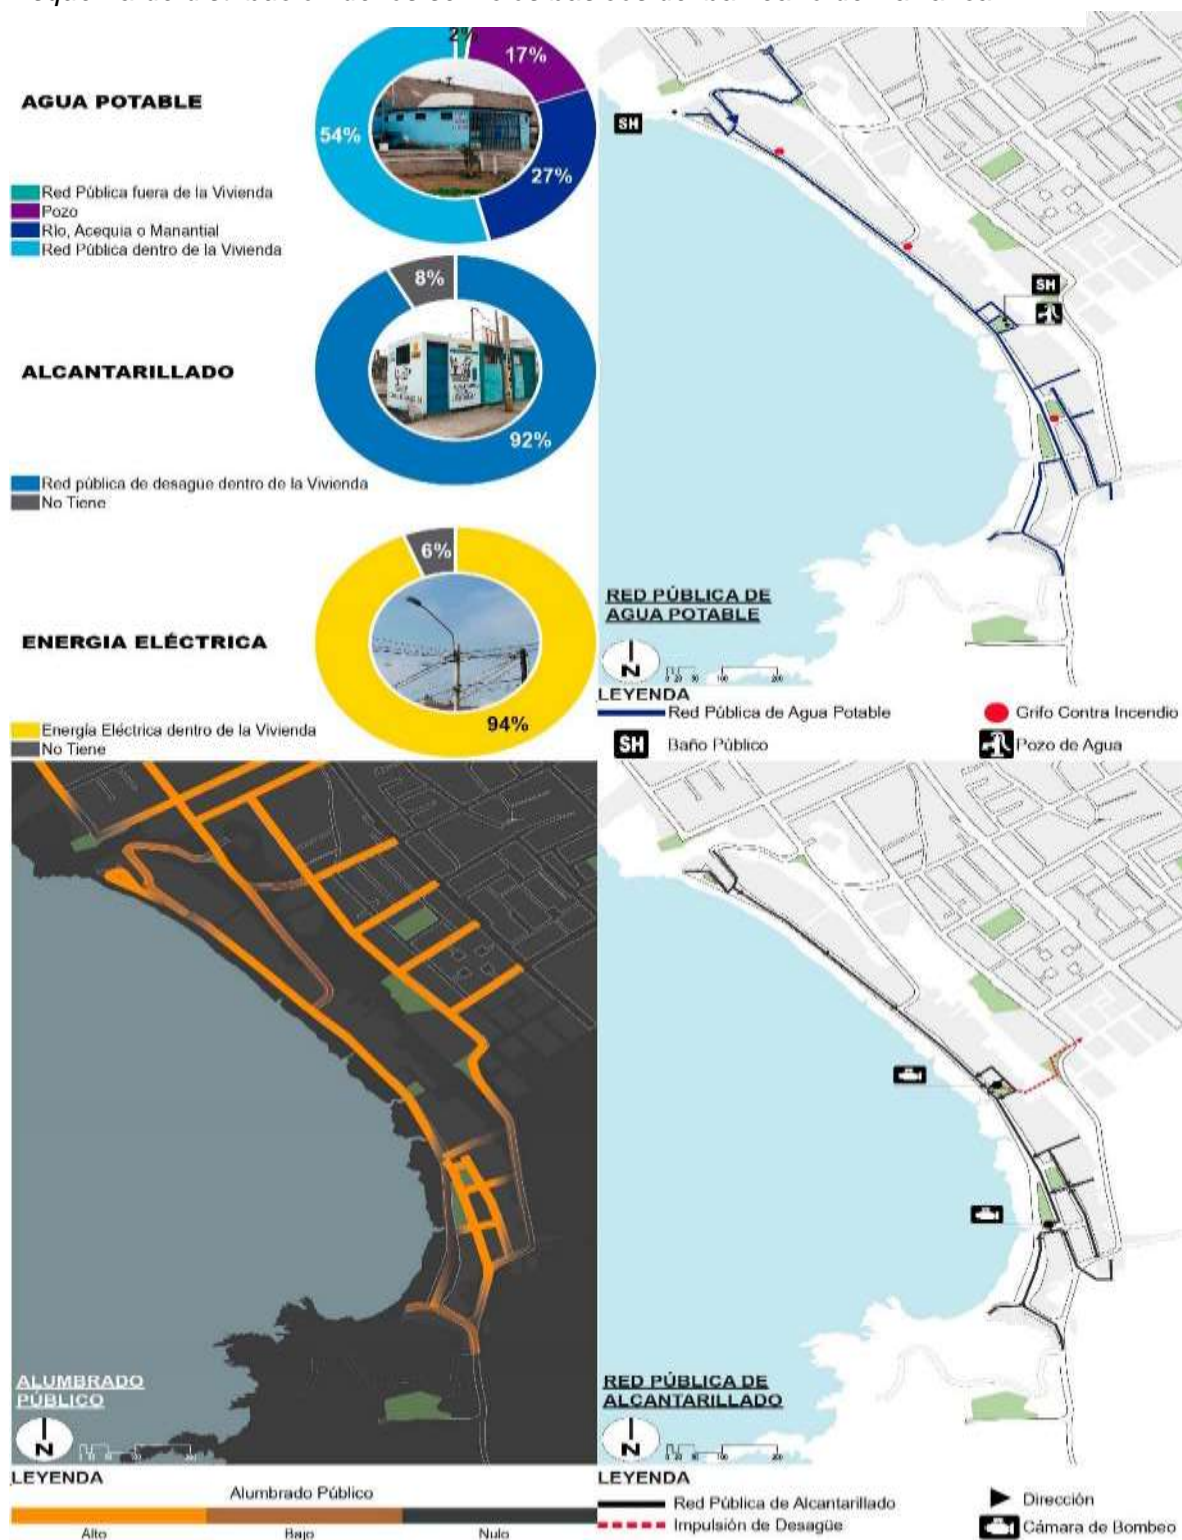 2%
17%
AGUA POTABLE
54%
27%
Red Pública fuera de la Vivienda
Pozo
Río, Acequia o Manantial
Red Pública dentro de la Vivienda
8%
ALCANTARILLADO
92%
Red pública de desague dentro de la Vivienda
No Tiene
6%
ENERGIA ELÉCTRICA
94%
Energía Eléctrica dentro de la Vivienda
No Tiene
SH
SH
RED PÚBLICA DE
AGUA POTABLE
N
LEYENDA
Red Pública de Agua Potable
Grifo Contra Incendio
SH Baño Público
Pozo de Agua
ALUMBRADO
PÚBLICO
N
LEYENDA
Alumbrado Público
Alto Bajo Nulo
RED PÚBLICA DE
ALCANTARILLADO
N
LEYENDA
Red Pública de Alcantarillado
Dirección
Impulsión de Desagüe
Cámara de Bombeo